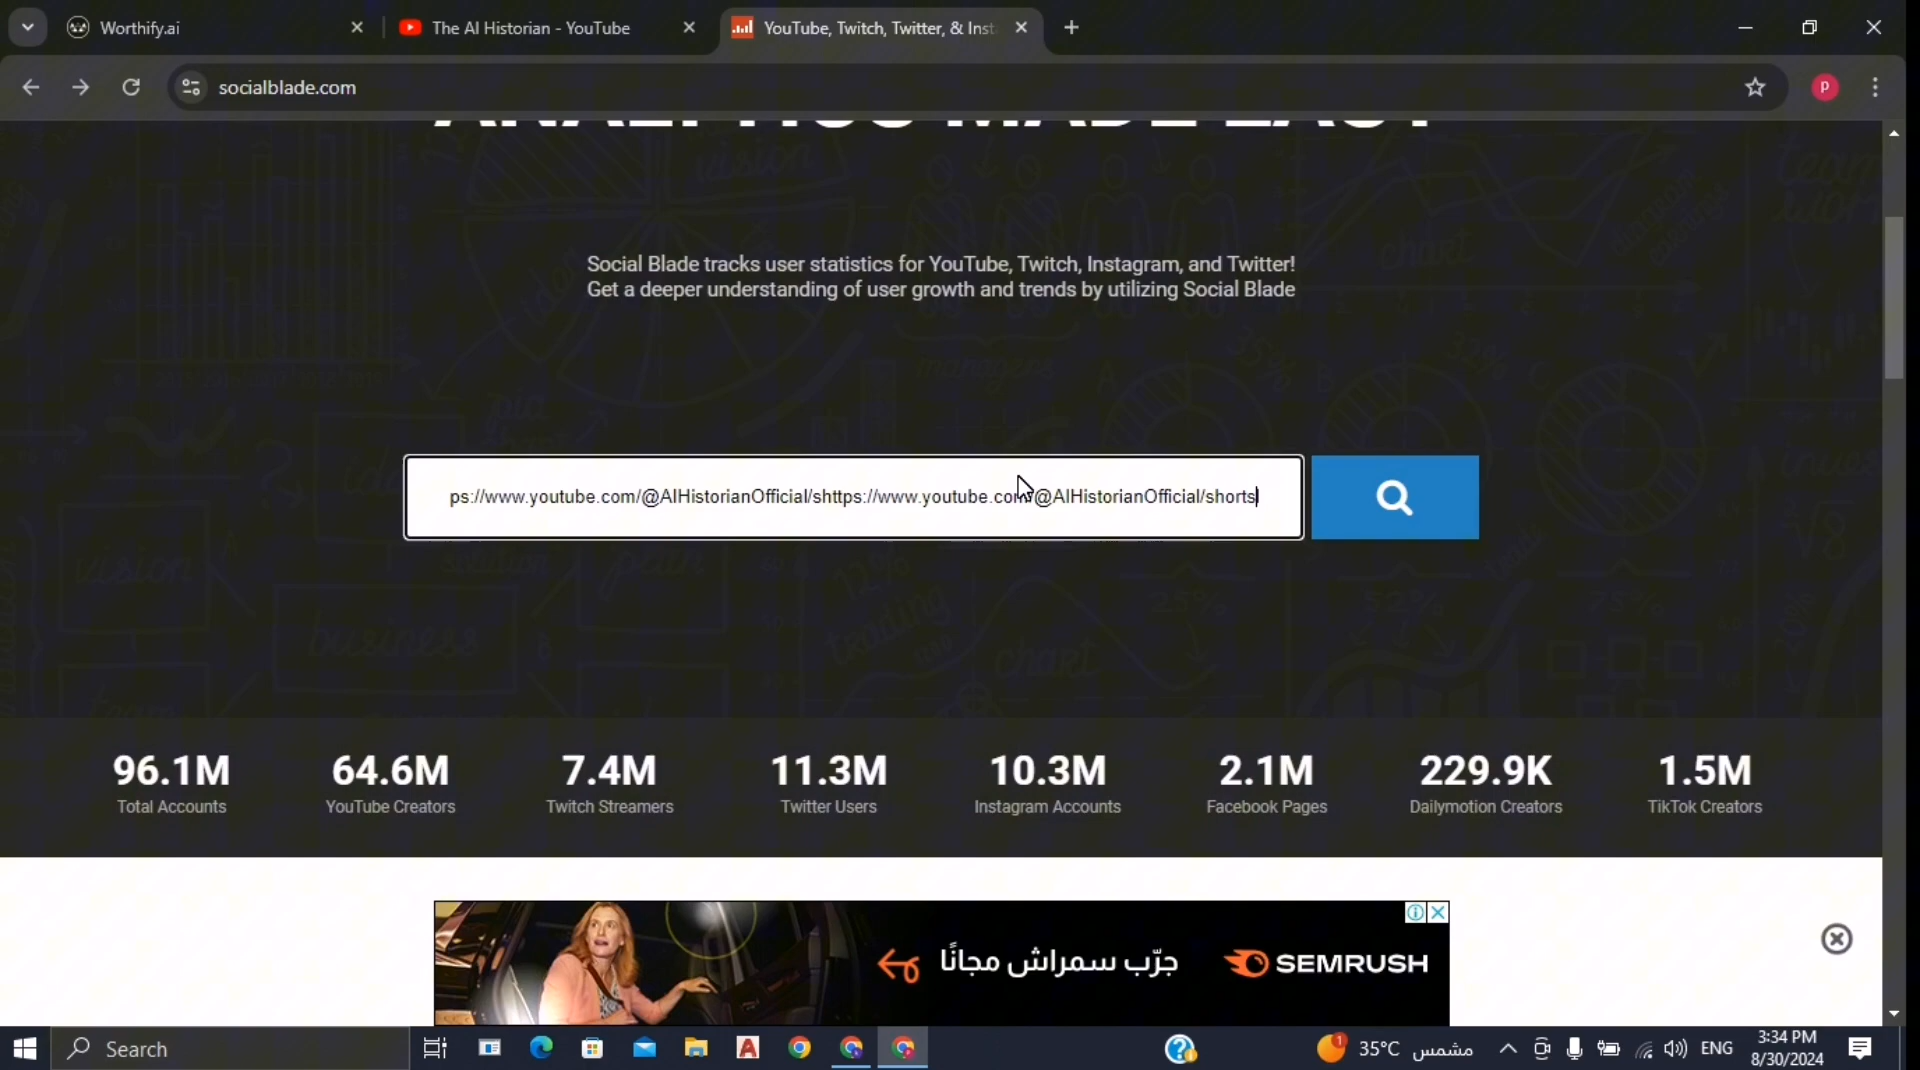 Worthify.ai
The AI Historian - YouTube
YouTube, Twitch, Twitter, & Inst
socialblade.com
P
ANALYTICS MADE EASY
Social Blade tracks user statistics for YouTube, Twitch, Instagram, and Twitter!
Get a deeper understanding of user growth and trends by utilizing Social Blade
ps://www.youtube.com/@AIHistorianOfficial/shttps://www.youtube.com/@AIHistorianOfficial/shorts
96.1M
Total Accounts
64.6M
YouTube Creators
7.4M
Twitch Streamers
11.3M
Twitter Users
10.3M
Instagram Accounts
2.1M
Facebook Pages
229.9K
Dailymotion Creators
1.5M
TikTok Creators
جرّب سمراش مجانًا
SEMRUSH
Search
1
35°C مشمس
ENG
3:34 PM
8/30/2024